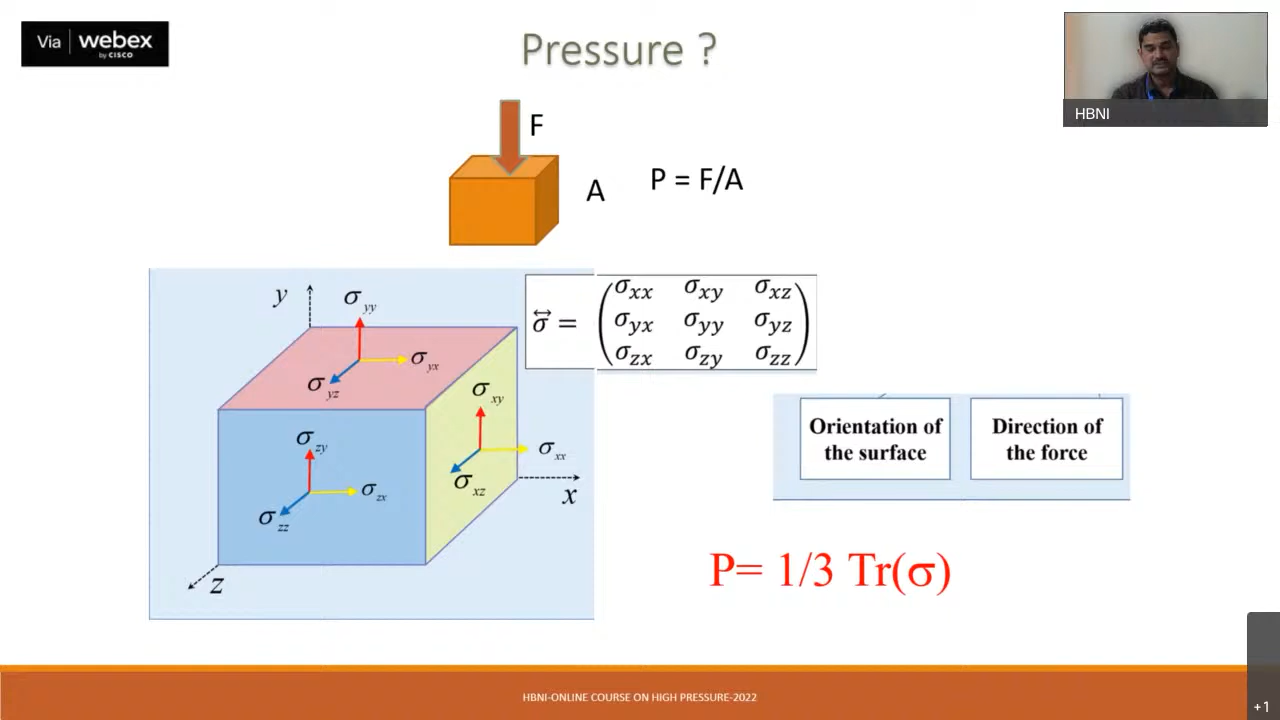 Via | webex
by CISCO
Pressure ?
HBNI
F
A
P = F/A
y
σyy
σyx
σyz
σxy
σxx
σxz
σzy
σzx
σzz
x
z
σ⃡ = (σxx σxy σxz
σyx σyy σyz
σzx σzy σzz)
Orientation of
the surface
Direction of
the force
P= 1/3 Tr(σ)
HBNI-ONLINE COURSE ON HIGH PRESSURE-2022
+1